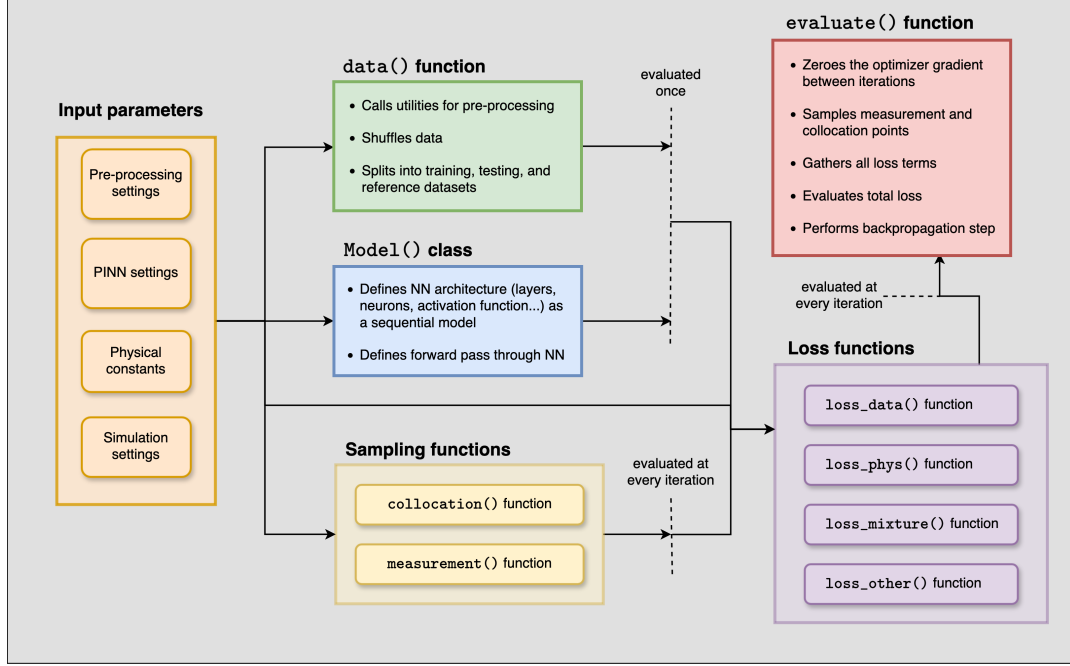 Input parameters
Pre-processing
settings
PINN settings
Physical
constants
Simulation
settings
data() function
• Calls utilities for pre-processing
• Shuffles data
• Splits into training, testing, and
reference datasets
evaluated
once
Model() class
• Defines NN architecture (layers,
neurons, activation function...) as
a sequential model
• Defines forward pass through NN
Sampling functions
collocation() function
measurement() function
evaluated at
every iteration
evaluate() function
• Zeroes the optimizer gradient
between iterations
• Samples measurement and
collocation points
• Gathers all loss terms
• Evaluates total loss
• Performs backpropagation step
evaluated at
every iteration
Loss functions
loss_data() function
loss_phys() function
loss_mixture() function
loss_other() function